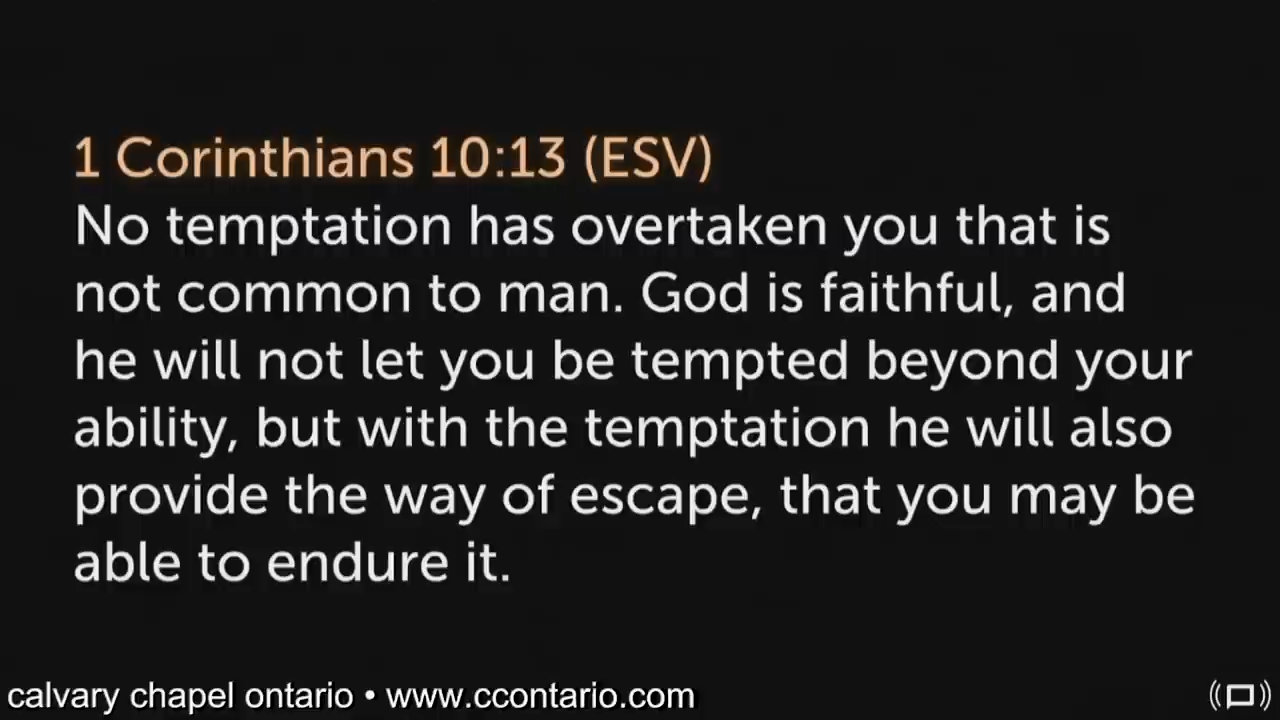 1 Corinthians 10:13 (ESV)
No temptation has overtaken you that is
not common to man. God is faithful, and
he will not let you be tempted beyond your
ability, but with the temptation he will also
provide the way of escape, that you may be
able to endure it.
calvary chapel ontario • www.ccontario.com